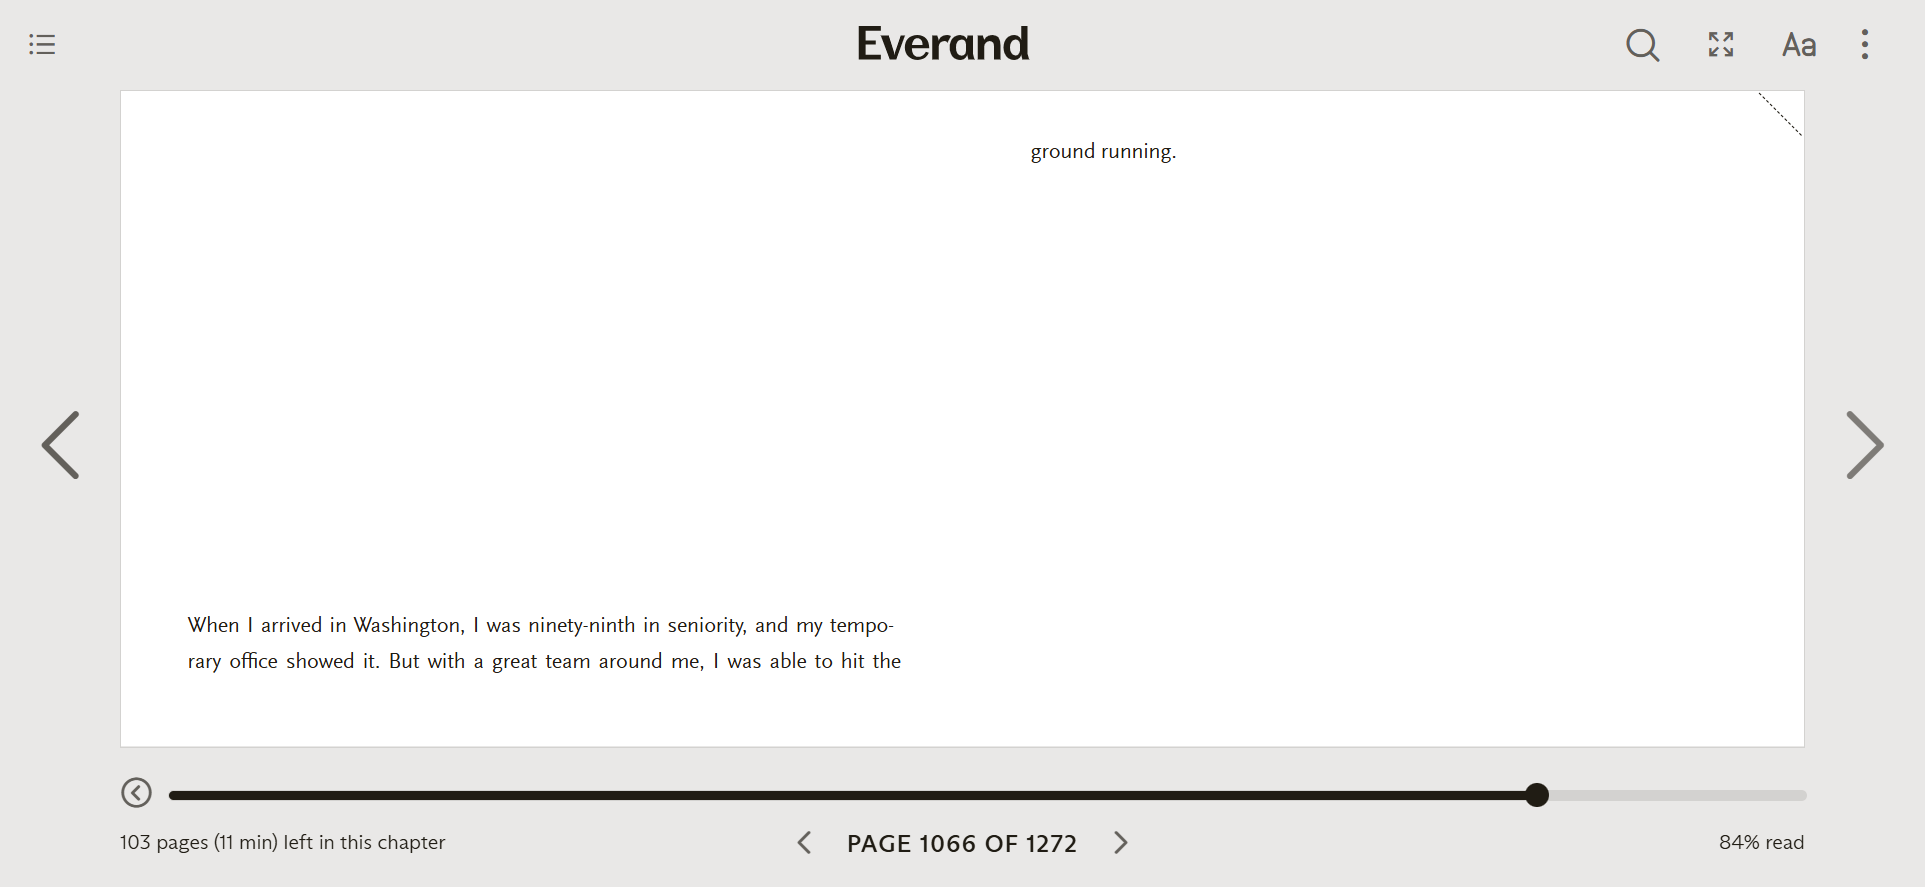 Everand
Aa
When I arrived in Washington, I was ninety-ninth in seniority, and my tempo-
rary office showed it. But with a great team around me, I was able to hit the
ground running.
103 pages (11 min) left in this chapter
PAGE 1066 OF 1272
84% read